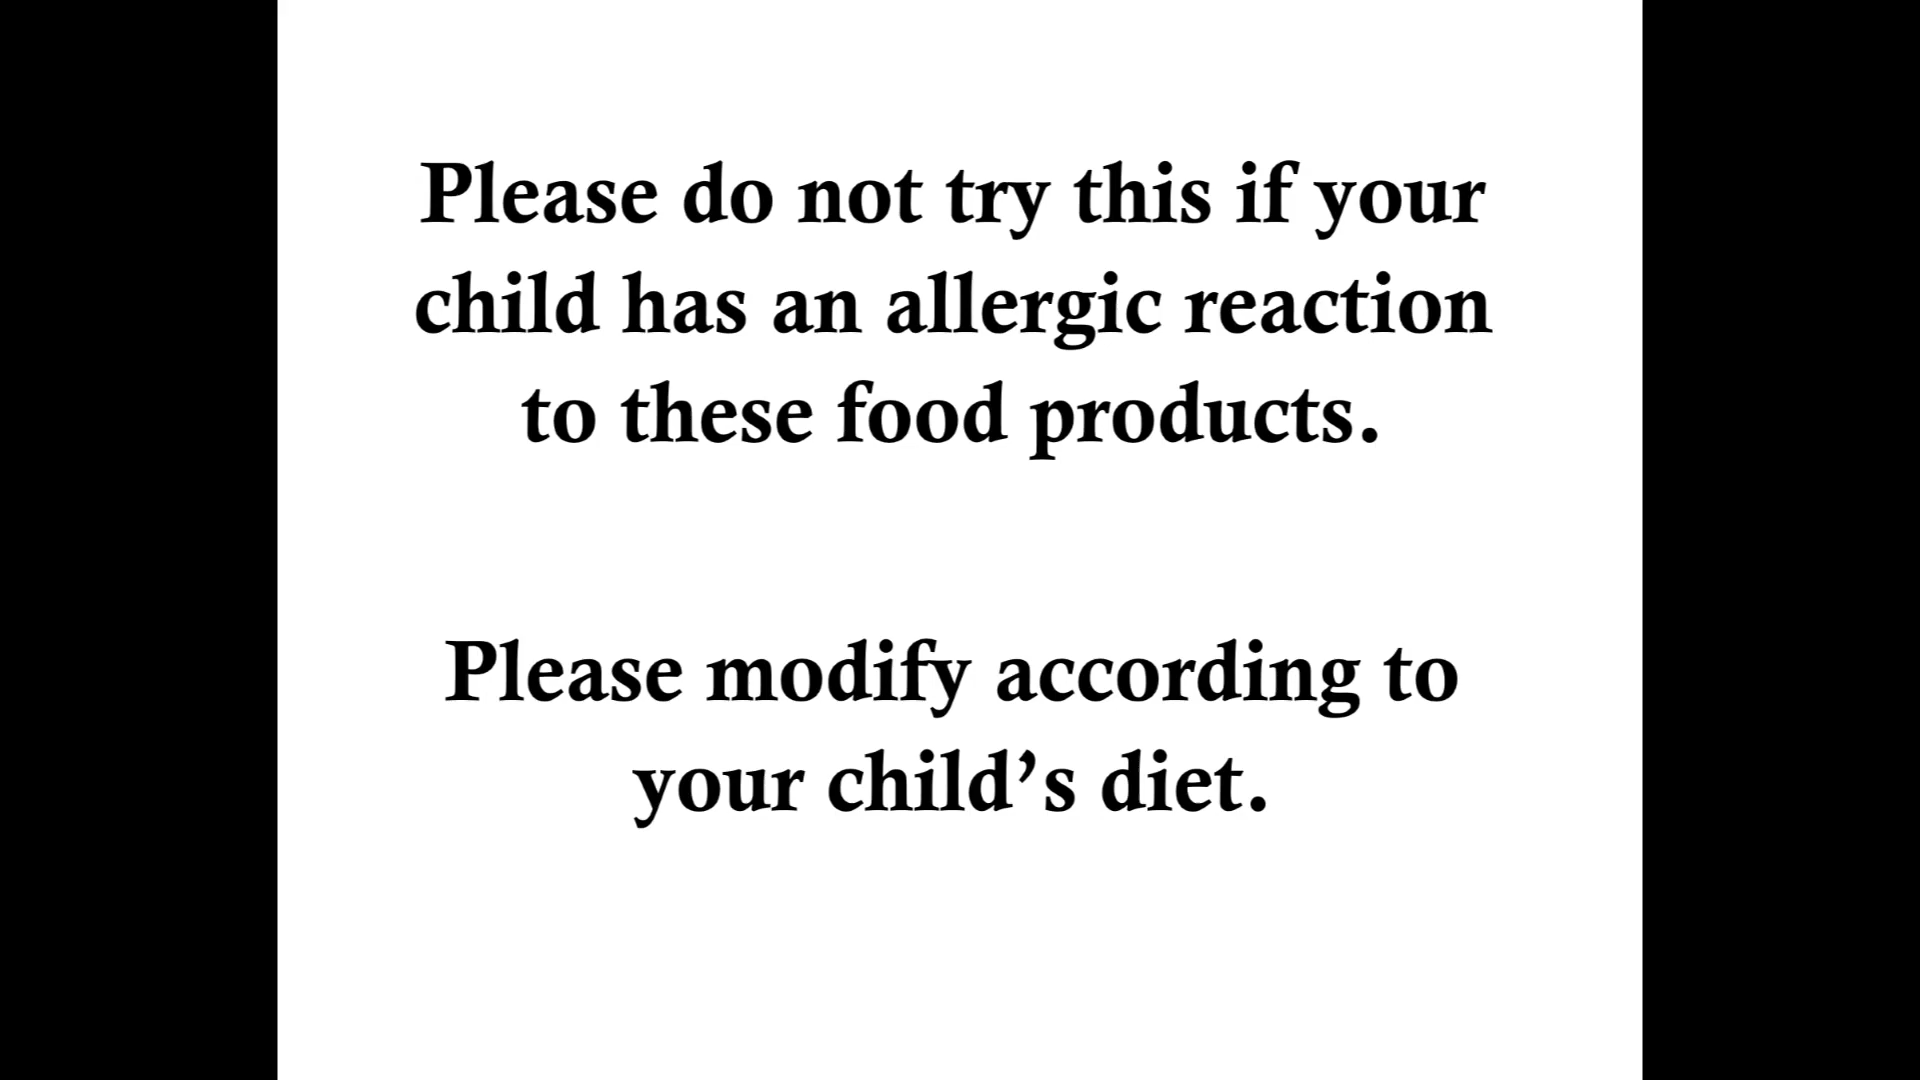 Please do not try this if your
child has an allergic reaction
to these food products.
Please modify according to
your child’s diet.